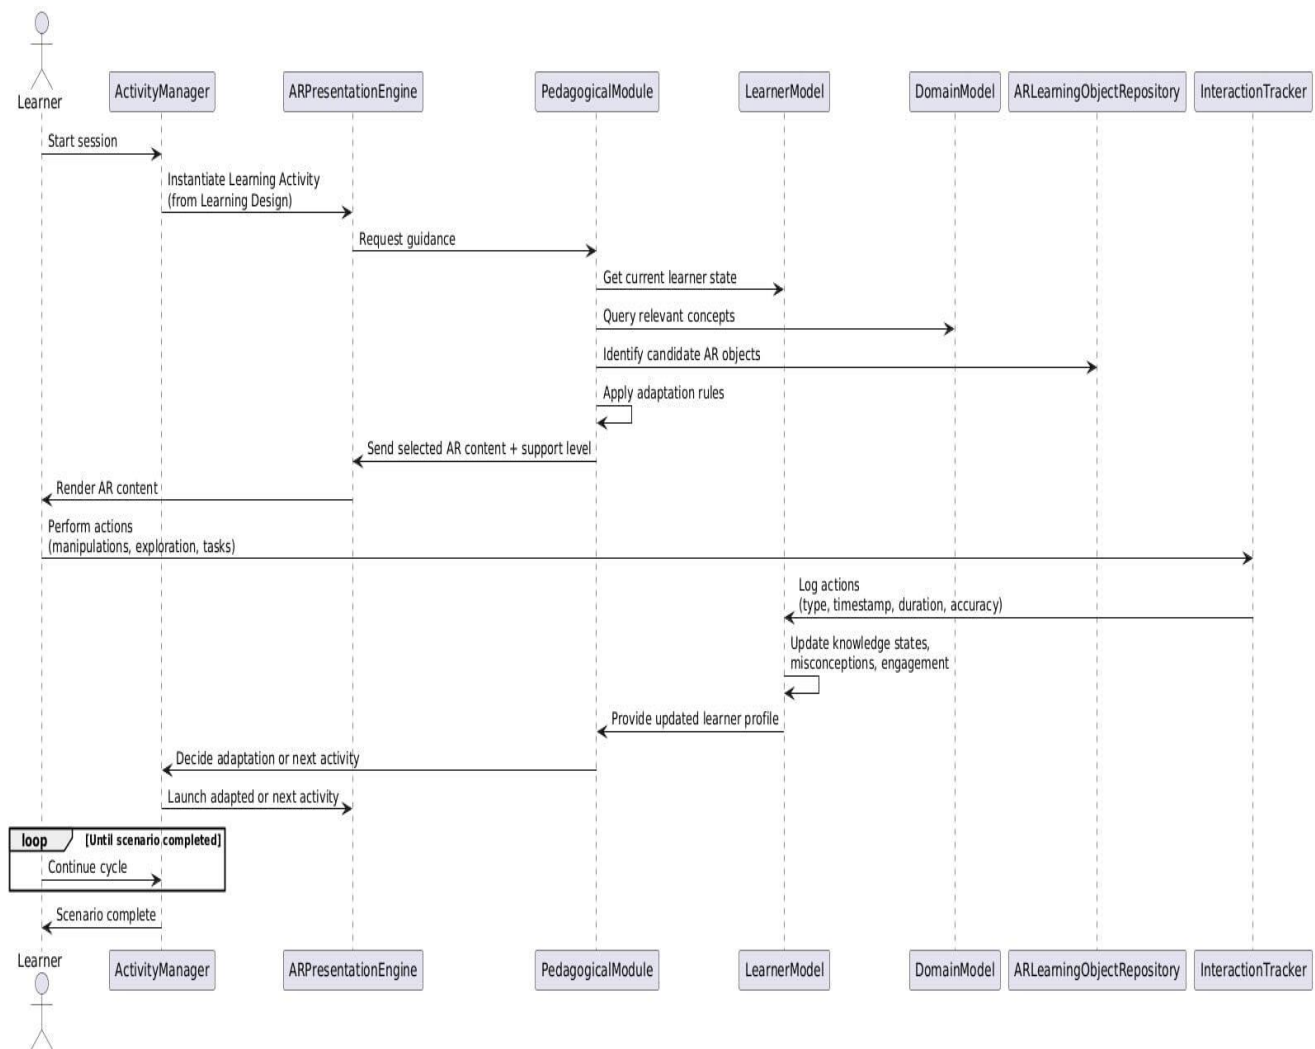 Learner
ActivityManager
ARPresentationEngine
PedagogicalModule
LearnerModel
DomainModel
ARLearningObjectRepository
InteractionTracker
Start session
Instantiate Learning Activity
(from Learning Design)
Request guidance
Get current learner state
Query relevant concepts
Identify candidate AR objects
Apply adaptation rules
Send selected AR content + support level
Render AR content
Perform actions
(manipulations, exploration, tasks)
Log actions
(type, timestamp, duration, accuracy)
Update knowledge states,
misconceptions, engagement
Provide updated learner profile
Decide adaptation or next activity
Launch adapted or next activity
loop
[Until scenario completed]
Continue cycle
Scenario complete
Learner
ActivityManager
ARPresentationEngine
PedagogicalModule
LearnerModel
DomainModel
ARLearningObjectRepository
InteractionTracker